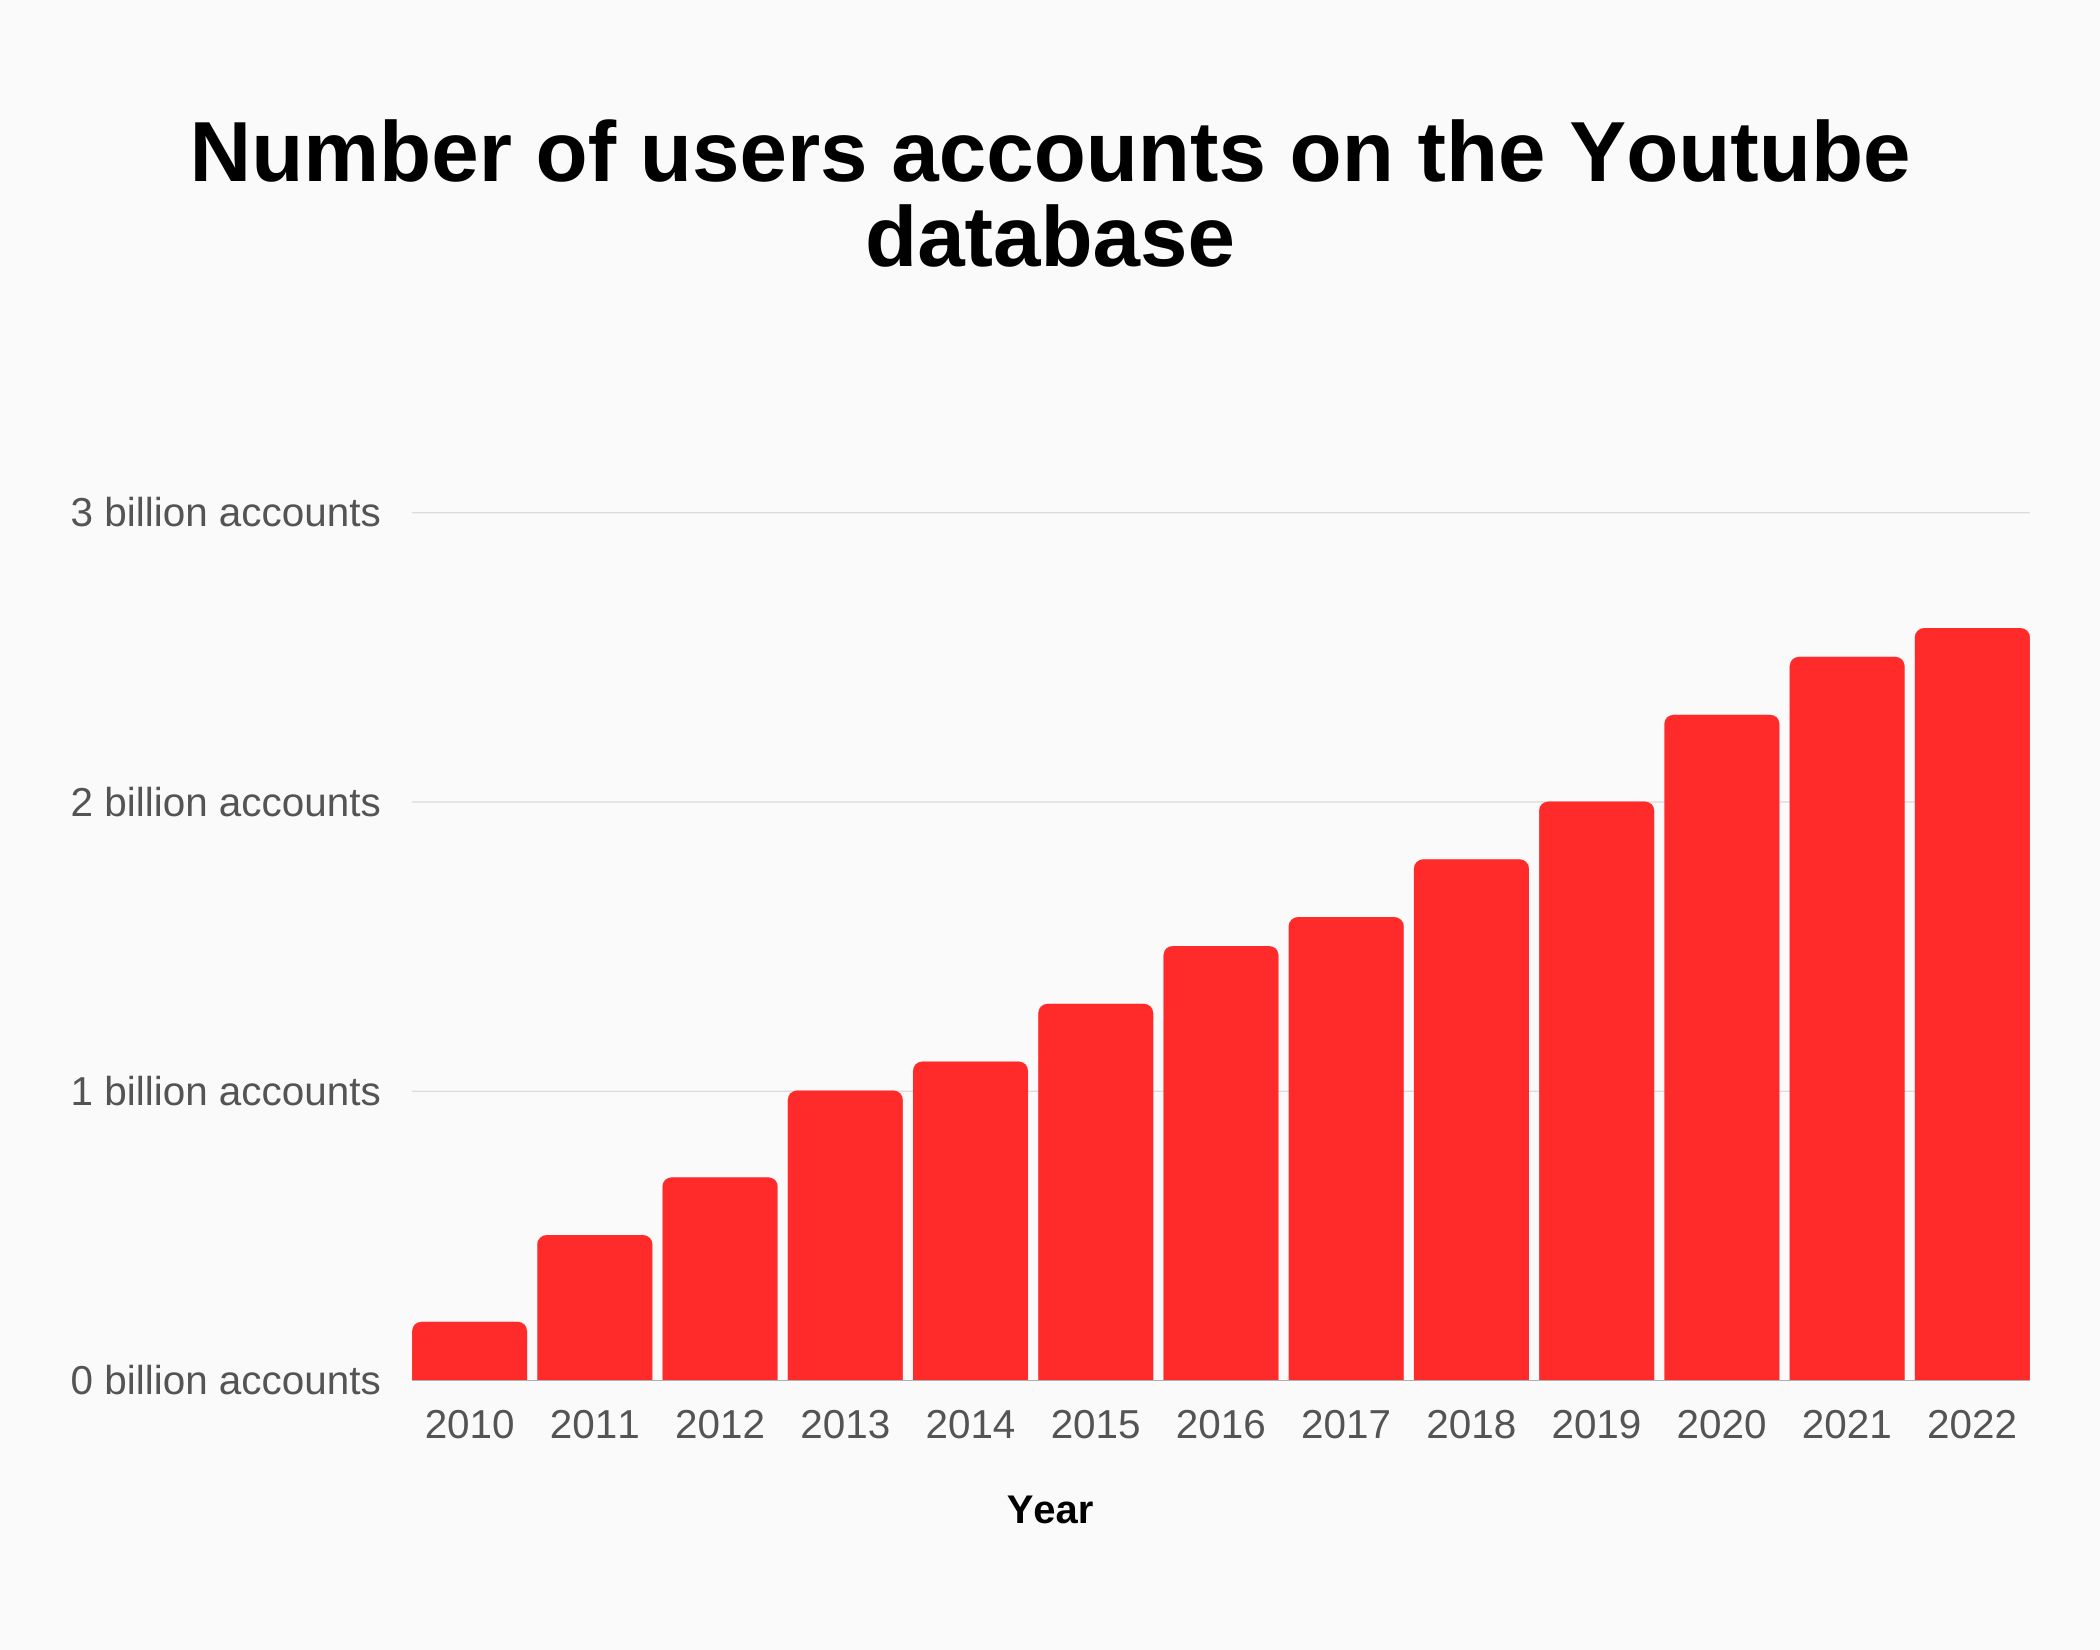 Number of users accounts on the Youtube
database
3 billion accounts
2 billion accounts
1 billion accounts
0 billion accounts
2010 2011 2012 2013 2014 2015 2016 2017 2018 2019 2020 2021 2022
Year